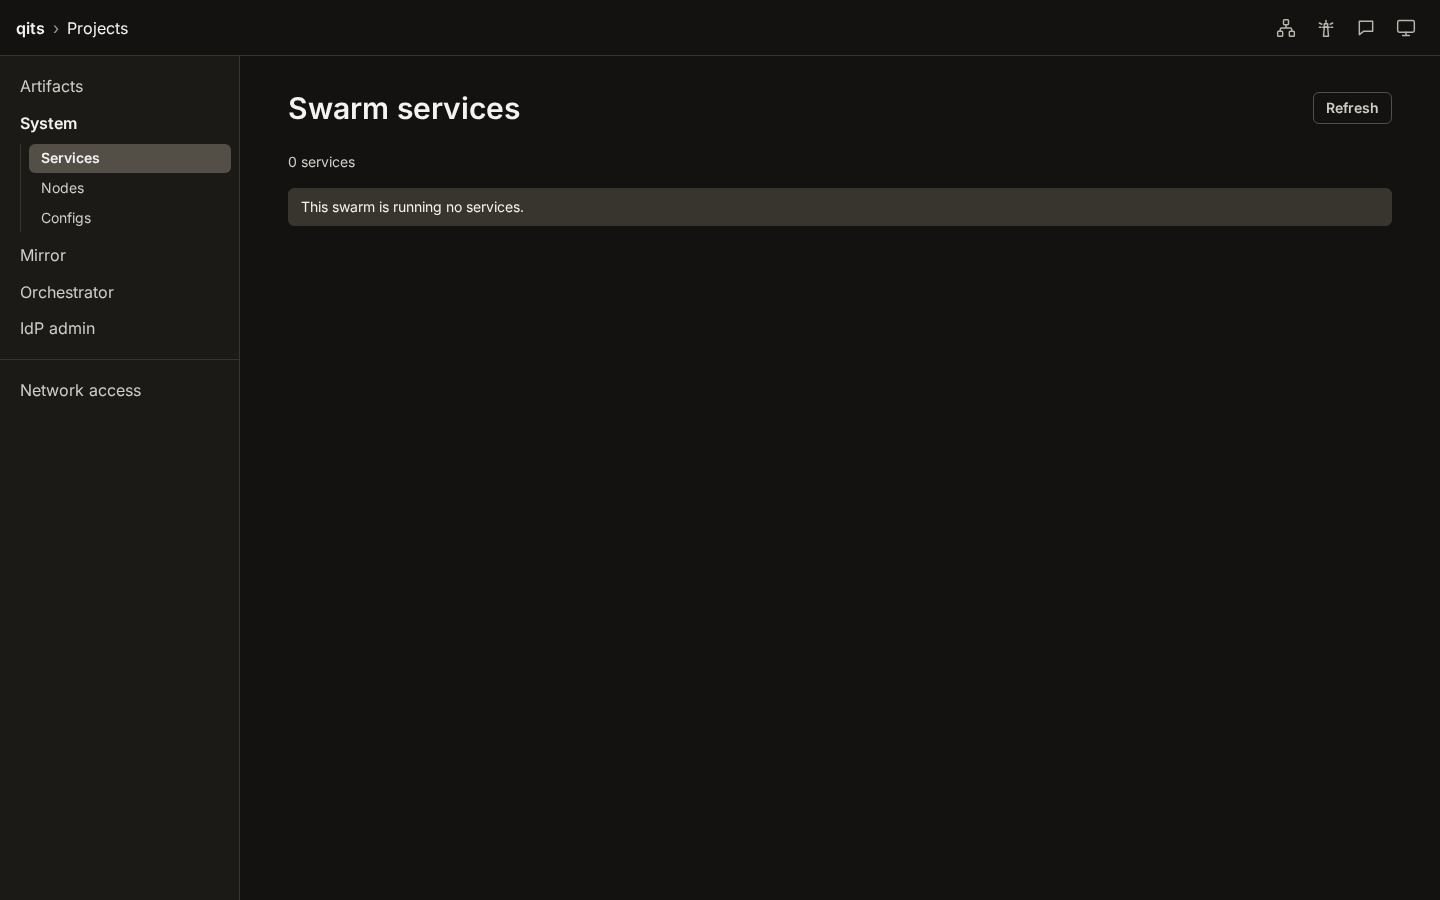 qits › Projects
Artifacts
System
Services
Nodes
Configs
Mirror
Orchestrator
IdP admin
Network access
Swarm services
Refresh
0 services
This swarm is running no services.